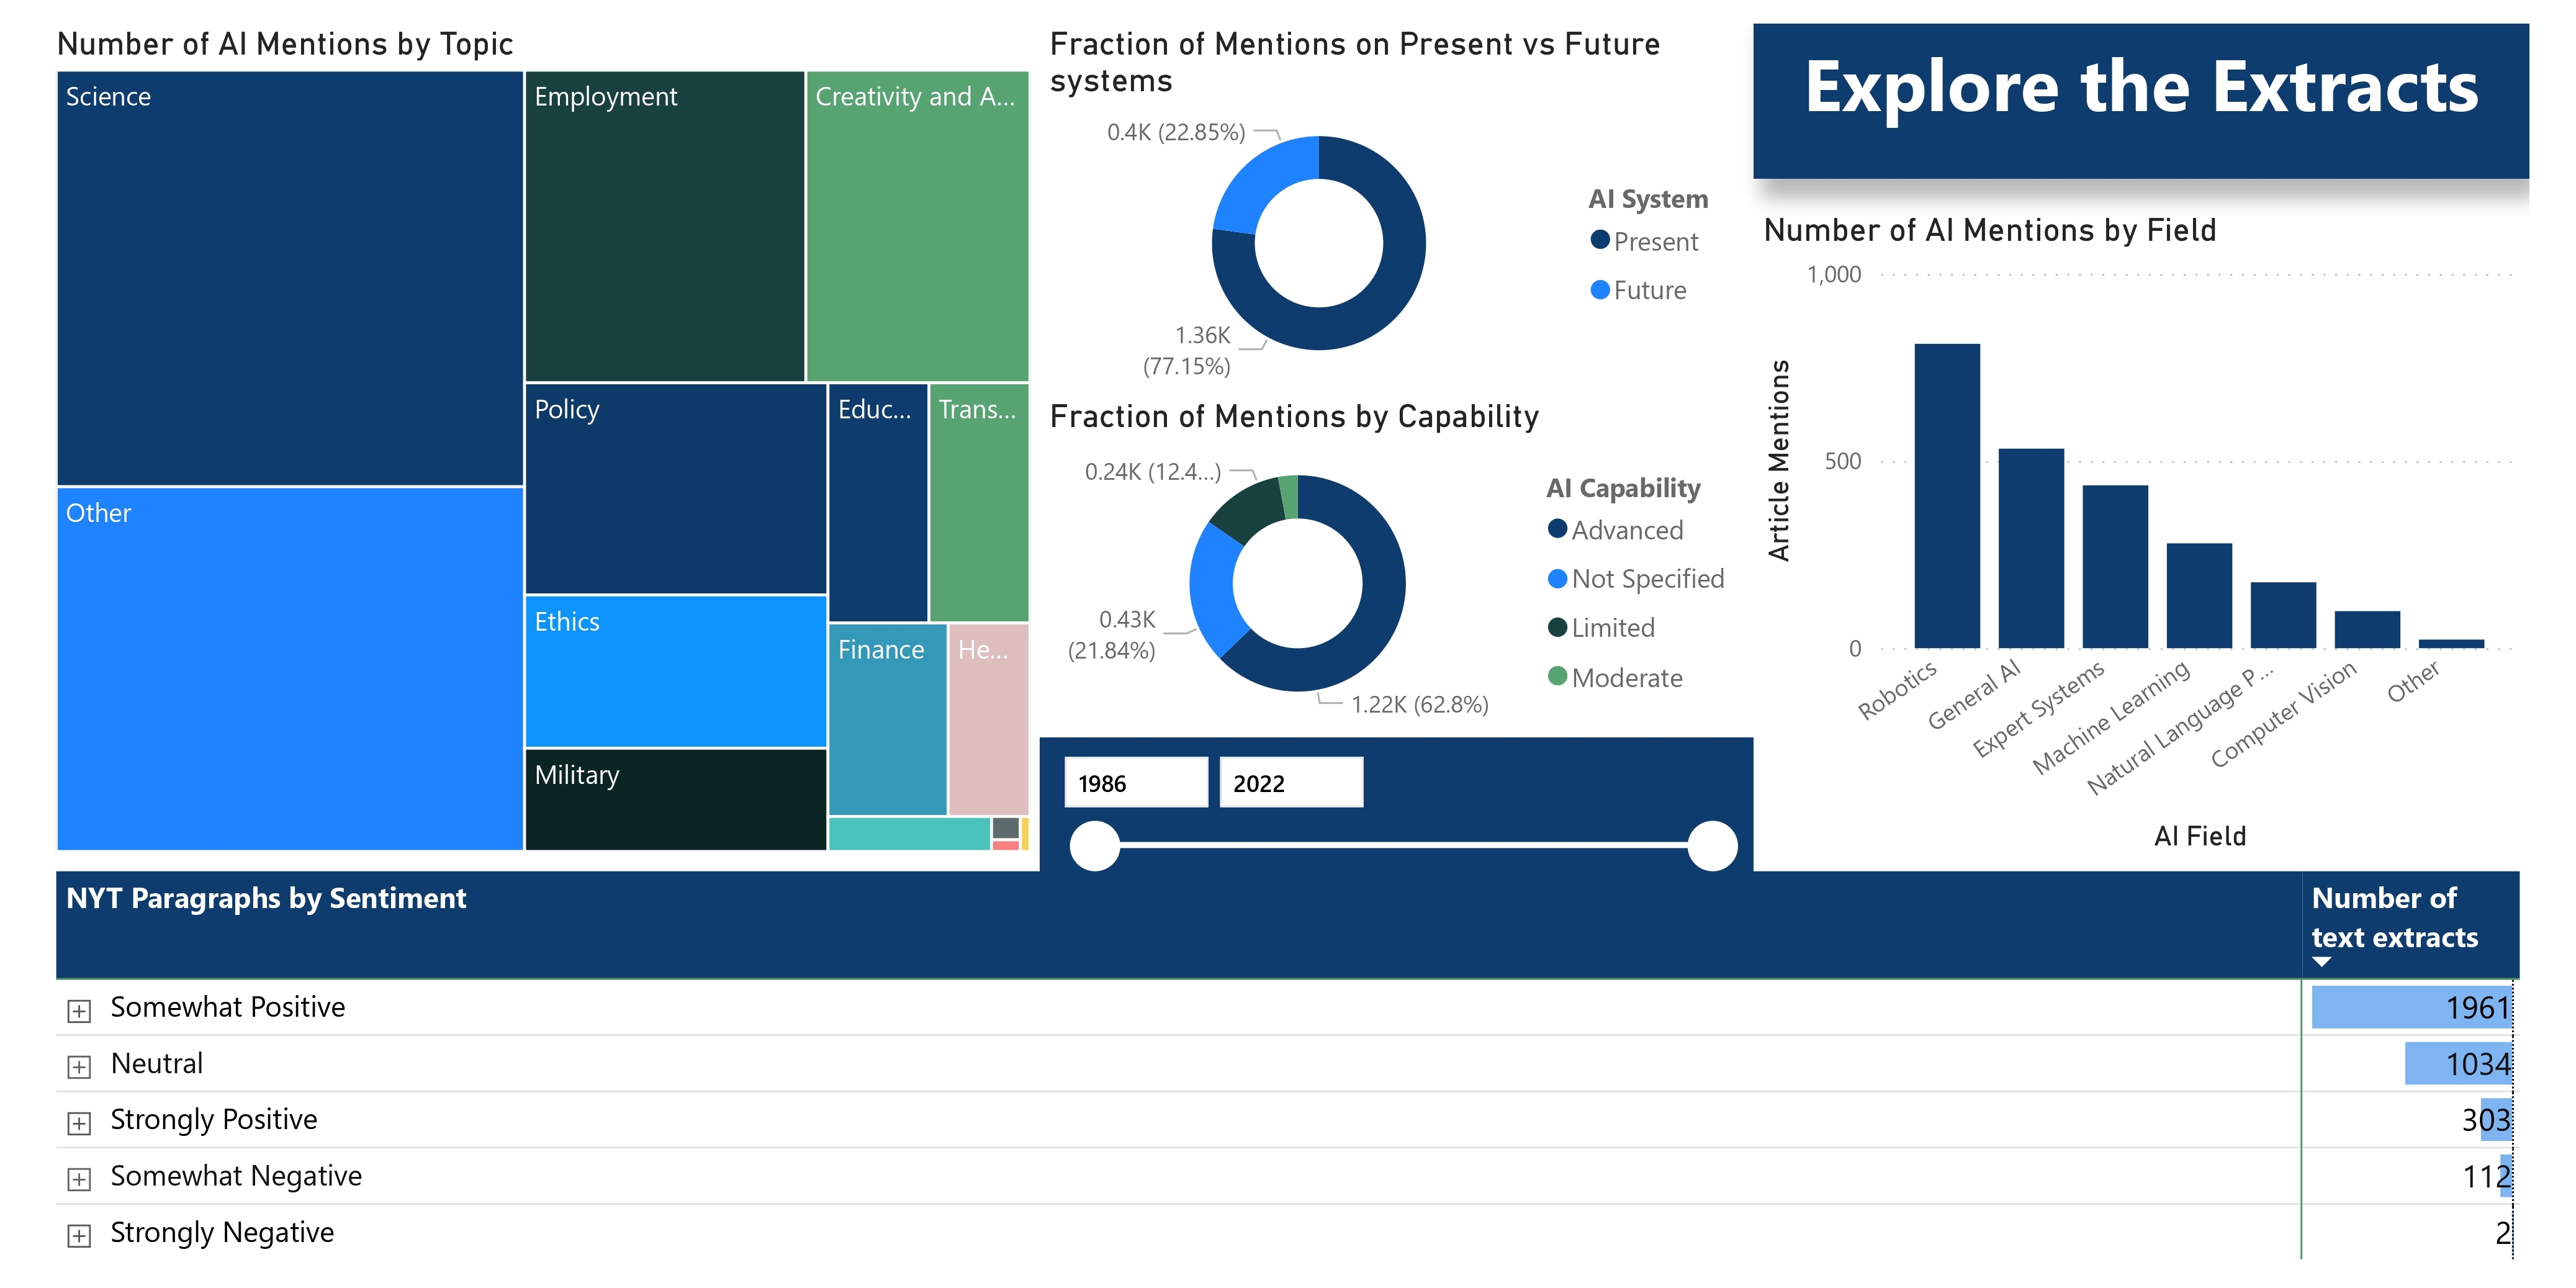 Number of AI Mentions by Topic
Science
Other
Employment
Creativity and A...
Policy
Educ...
Trans...
Ethics
Finance
He...
Military
Fraction of Mentions on Present vs Future
systems
0.4K (22.85%)
1.36K
(77.15%)
AI System
Present
Future
Fraction of Mentions by Capability
0.24K (12.4...)
0.43K
(21.84%)
1.22K (62.8%)
AI Capability
Advanced
Not Specified
Limited
Moderate
1986
2022
Explore the Extracts
Number of AI Mentions by Field
1,000
500
0
Article Mentions
Robotics
General AI
Expert Systems
Machine Learning
Natural Language P...
Computer Vision
Other
AI Field
NYT Paragraphs by Sentiment
Number of
text extracts
Somewhat Positive 1961
Neutral 1034
Strongly Positive 303
Somewhat Negative 112
Strongly Negative 2